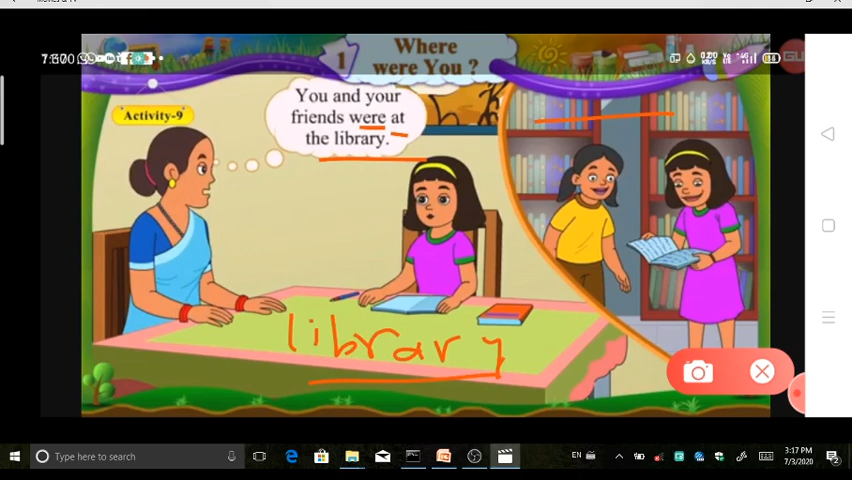 Where
1 were You ?
Activity-9
You and your
friends were at
the library.
library
Type here to search
EN
3:17 PM
7/3/2020